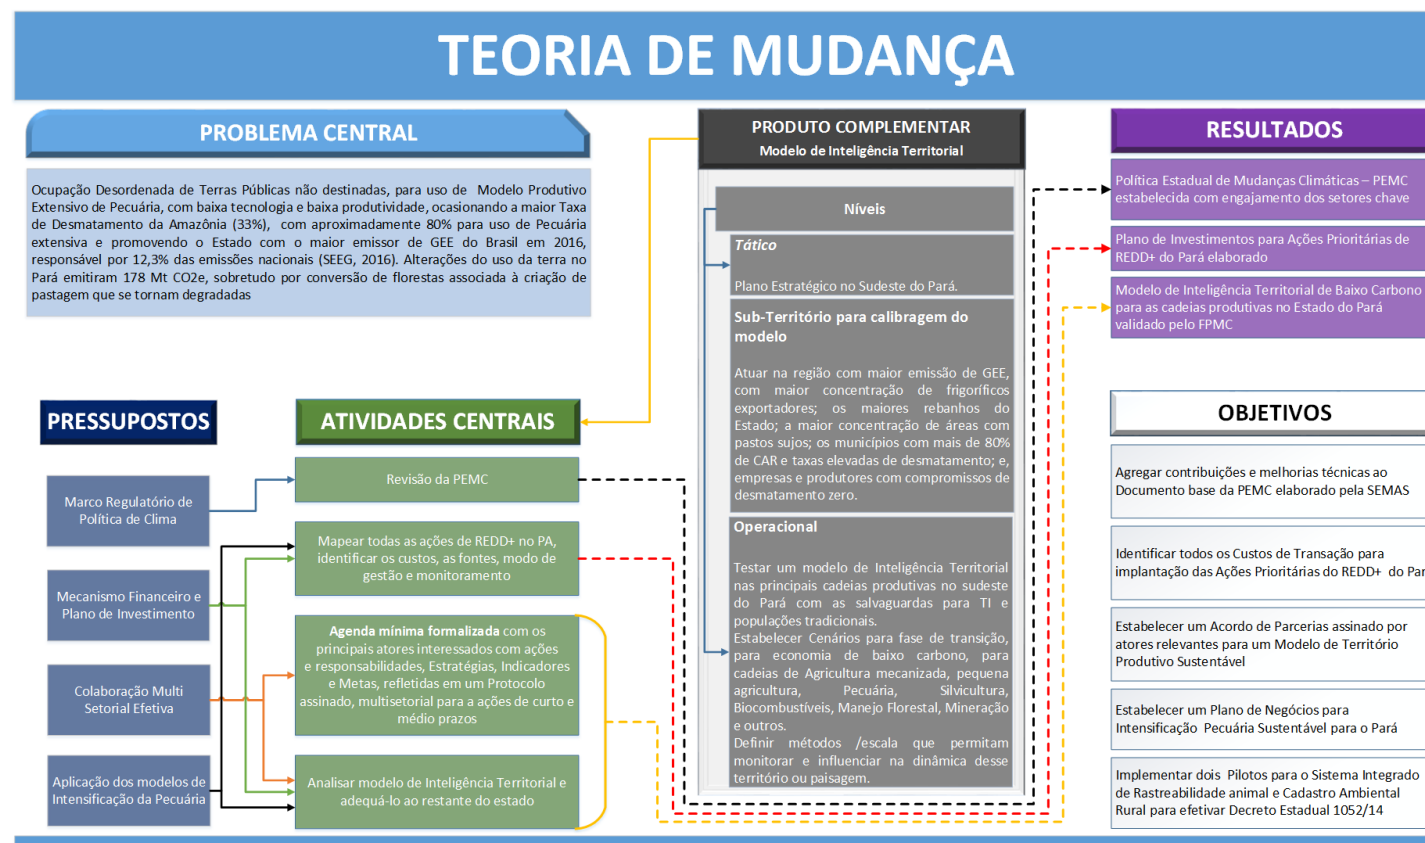 TEORIA DE MUDANÇA
PROBLEMA CENTRAL
Ocupação Desordenada de Terras Públicas não destinadas, para uso de Modelo Produtivo
Extensivo de Pecuária, com baixa tecnologia e baixa produtividade, ocasionando a maior Taxa
de Desmatamento da Amazônia (33%), com aproximadamente 80% para uso de Pecuária
extensiva e promovendo o Estado com o maior emissor de GEE do Brasil em 2016,
responsável por 12,3% das emissões nacionais (SEEG, 2016). Alterações do uso da terra no
Pará emitiram 178 Mt CO2e, sobretudo por conversão de florestas associada à criação de
pastagem que se tornam degradadas
PRESSUPOSTOS
Marco Regulatório de
Política de Clima
Mecanismo Financeiro e
Plano de Investimento
Colaboração Multi
Setorial Efetiva
Aplicação dos modelos de
Intensificação da Pecuária
ATIVIDADES CENTRAIS
Revisão da PEMC
Mapear todas as ações de REDD+ no PA,
identificar os custos, as fontes, modo de
gestão e monitoramento
Agenda mínima formalizada com os
principais atores interessados com ações
e responsabilidades, Estratégias, Indicadores
e Metas, refletidas em um Protocolo
assinado, multisetorial para a ações de curto e
médio prazos
Analisar modelo de Inteligência Territorial e
adequá-lo ao restante do estado
PRODUTO COMPLEMENTAR
Modelo de Inteligência Territorial
Níveis
Tático
Plano Estratégico no Sudeste do Pará.
Sub-Território para calibragem do
modelo
Atuar na região com maior emissão de GEE,
com maior concentração de frigoríficos
exportadores; os maiores rebanhos do
Estado; a maior concentração de áreas com
pastos sujos; os municípios com mais de 80%
de CAR e taxas elevadas de desmatamento; e,
empresas e produtores com compromissos de
desmatamento zero.
Operacional
Testar um modelo de Inteligência Territorial
nas principais cadeias produtivas no sudeste
do Pará com as salvaguardas para TI e
populações tradicionais.
Estabelecer Cenários para fase de transição,
para economia de baixo carbono, para
cadeias de Agricultura mecanizada, pequena
agricultura, Pecuária, Silvicultura,
Biocombustíveis, Manejo Florestal, Mineração
e outros.
Definir métodos /escala que permitam
monitorar e influenciar na dinâmica desse
território ou paisagem.
RESULTADOS
Política Estadual de Mudanças Climáticas – PEMC
estabelecida com engajamento dos setores chave
Plano de Investimentos para Ações Prioritárias de
REDD+ do Pará elaborado
Modelo de Inteligência Territorial de Baixo Carbono
para as cadeias produtivas no Estado do Pará
validado pelo FPMC
OBJETIVOS
Agregar contribuições e melhorias técnicas ao
Documento base da PEMC elaborado pela SEMAS
Identificar todos os Custos de Transação para
implantação das Ações Prioritárias do REDD+ do
Estabelecer um Acordo de Parcerias assinado por
atores relevantes para um Modelo de Território
Produtivo Sustentável
Estabelecer um Plano de Negócios para
Intensificação Pecuária Sustentável para o Pará
Implementar dois Pilotos para o Sistema Integrado
de Rastreabilidade animal e Cadastro Ambiental
Rural para efetivar Decreto Estadual 1052/14